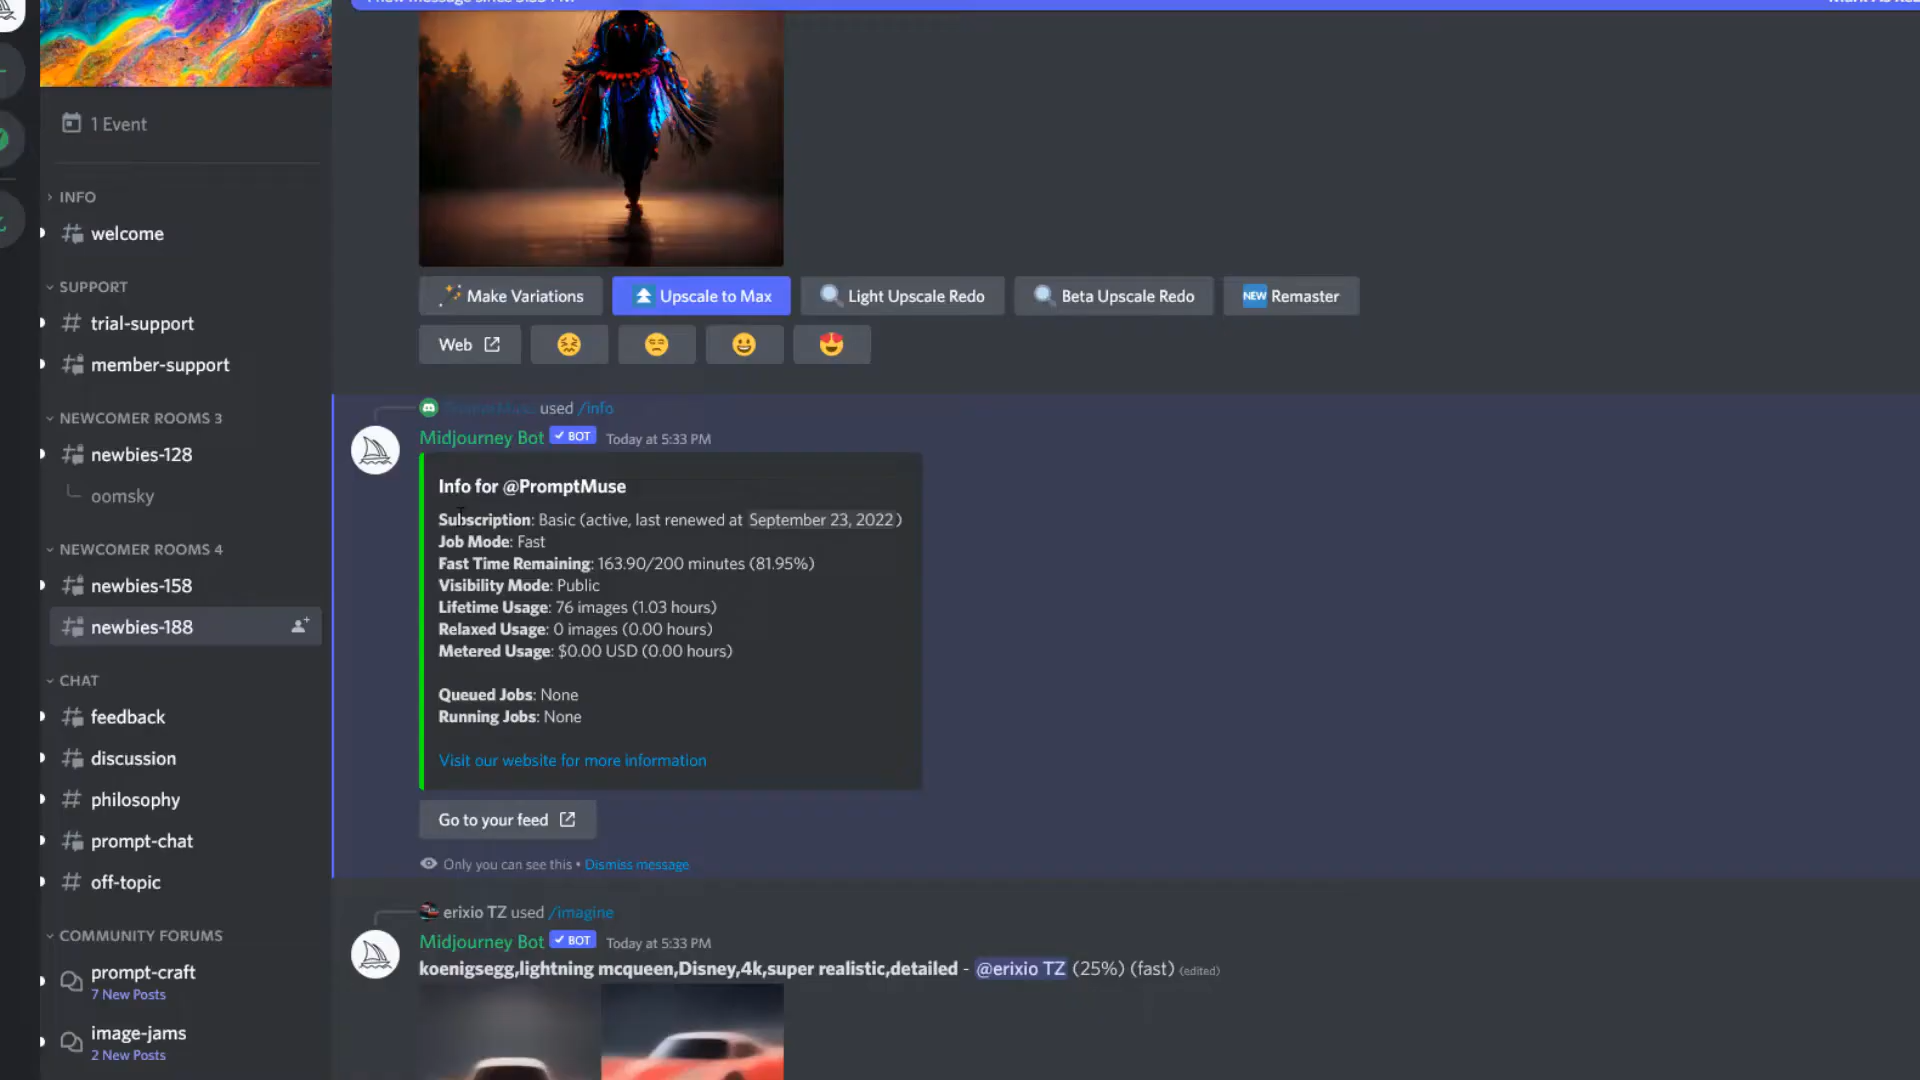 1 Event
INFO
welcome
SUPPORT
trial-support
member-support
NEWCOMER ROOMS 3
newbies-128
oomsky
NEWCOMER ROOMS 4
newbies-158
newbies-188
CHAT
feedback
discussion
philosophy
prompt-chat
off-topic
COMMUNITY FORUMS
prompt-craft
7 New Posts
image-jams
2 New Posts
Make Variations
Upscale to Max
Light Upscale Redo
Beta Upscale Redo
NEW Remaster
Web
used /info
Midjourney Bot BOT Today at 5:33 PM
Info for @PromptMuse
Subscription: Basic (active, last renewed at September 23, 2022)
Job Mode: Fast
Fast Time Remaining: 163.90/200 minutes (81.95%)
Visibility Mode: Public
Lifetime Usage: 76 images (1.03 hours)
Relaxed Usage: 0 images (0.00 hours)
Metered Usage: $0.00 USD (0.00 hours)
Queued Jobs: None
Running Jobs: None
Visit our website for more information
Go to your feed
Only you can see this • Dismiss message
erixio TZ used /imagine
Midjourney Bot BOT Today at 5:33 PM
koenigsegg,lightning mcqueen,Disney,4k,super realistic,detailed - @erixio TZ (25%) (fast) (edited)